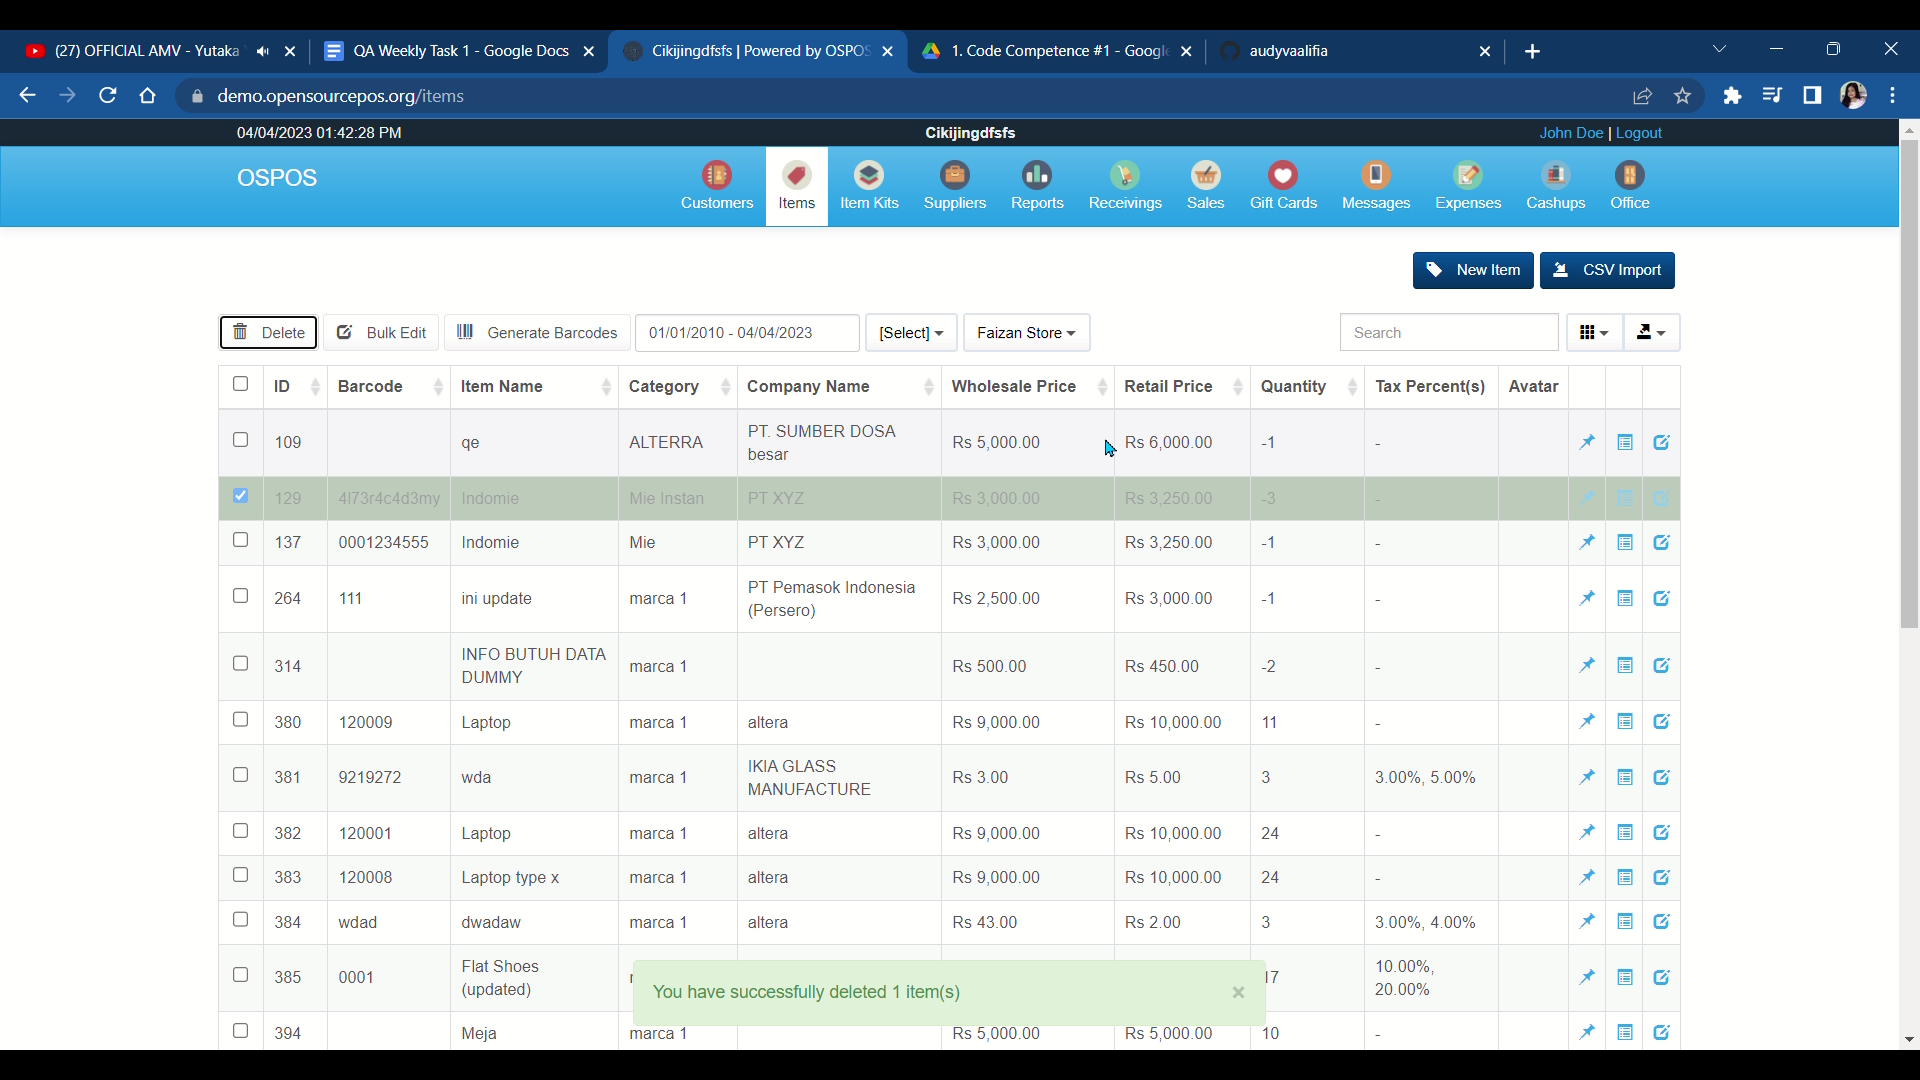 (27) OFFICIAL AMV - Yutaka
QA Weekly Task 1 - Google Docs
Cikijingdfsfs | Powered by OSPOS
1. Code Competence #1 - Google
audyvaalifia
demo.opensourcepos.org/items
04/04/2023 01:42:28 PM
Cikijingdfsfs
John Doe | Logout
OSPOS
Customers
Items
Item Kits
Suppliers
Reports
Receivings
Sales
Gift Cards
Messages
Expenses
Cashups
Office
New Item
CSV Import
Delete
Bulk Edit
Generate Barcodes
01/01/2010 - 04/04/2023
[Select]
Faizan Store
Search
ID Barcode Item Name Category Company Name Wholesale Price Retail Price Quantity Tax Percent(s) Avatar
109 qe ALTERRA PT. SUMBER DOSA
besar Rs 5,000.00 Rs 6,000.00 -1 -
129 4l73r4c4d3my Indomie Mie Instan PT XYZ Rs 3,000.00 Rs 3,250.00 -3 -
137 0001234555 Indomie Mie PT XYZ Rs 3,000.00 Rs 3,250.00 -1 -
264 111 ini update marca 1 PT Pemasok Indonesia
(Persero) Rs 2,500.00 Rs 3,000.00 -1 -
314 INFO BUTUH DATA
DUMMY marca 1 Rs 500.00 Rs 450.00 -2 -
380 120009 Laptop marca 1 altera Rs 9,000.00 Rs 10,000.00 11 -
381 9219272 wda marca 1 IKIA GLASS
MANUFACTURE Rs 3.00 Rs 5.00 3 3.00%, 5.00%
382 120001 Laptop marca 1 altera Rs 9,000.00 Rs 10,000.00 24 -
383 120008 Laptop type x marca 1 altera Rs 9,000.00 Rs 10,000.00 24 -
384 wdad dwadaw marca 1 altera Rs 43.00 Rs 2.00 3 3.00%, 4.00%
385 0001 Flat Shoes
(updated) 17 10.00%,
20.00%
You have successfully deleted 1 item(s)
394 Meja marca 1 Rs 5,000.00 Rs 5,000.00 10 -